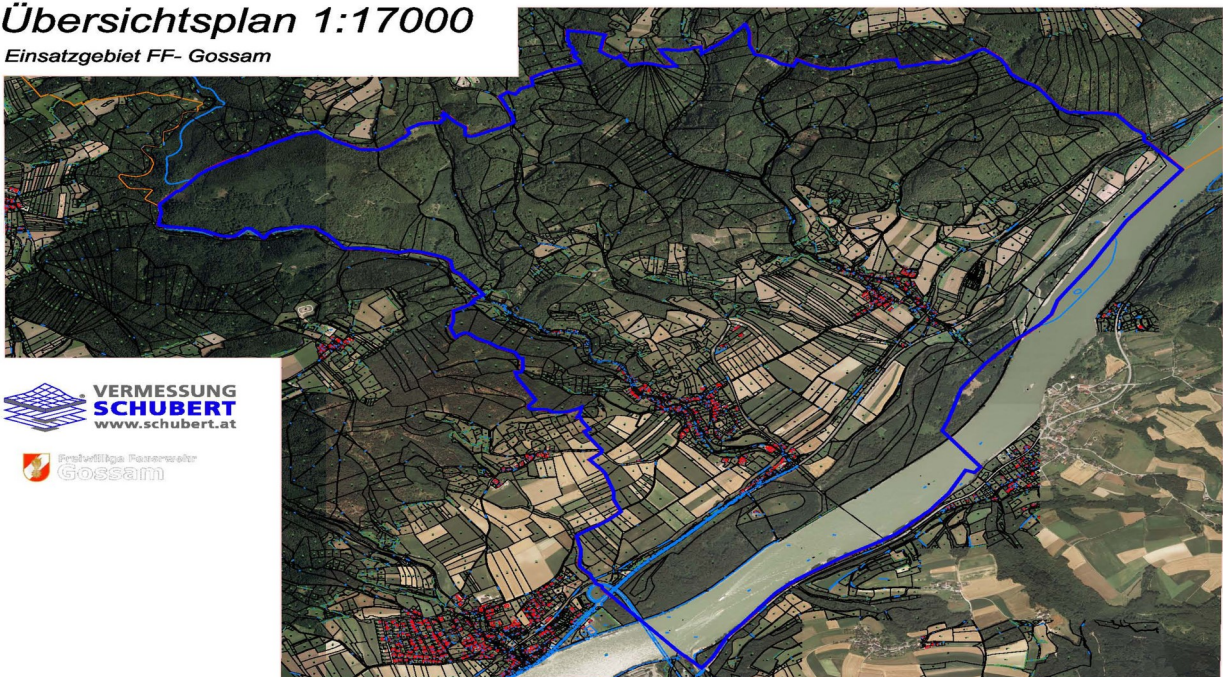 Übersichtsplan 1:17000
Einsatzgebiet FF- Gossam
VERMESSUNG
SCHUBERT
www.schubert.at
Freiwillige Feuerwehr
Gossam